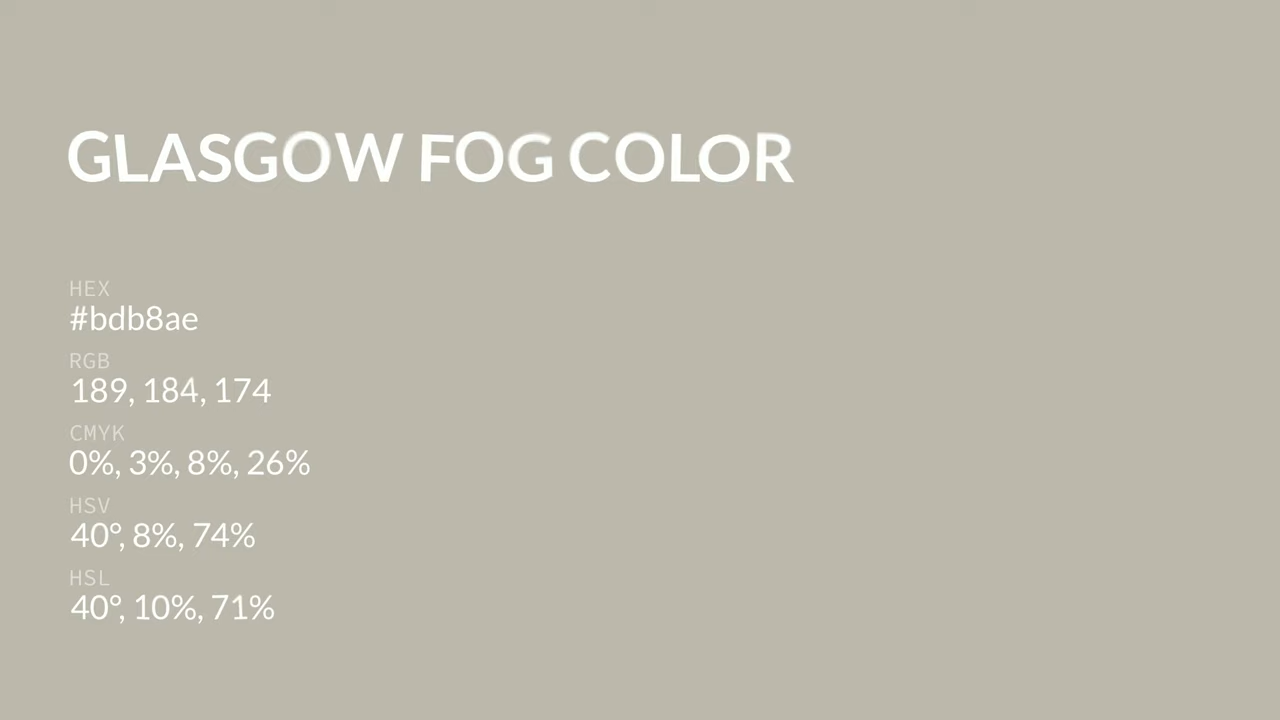 GLASGOW FOG COLOR
HEX
#bdb8ae
RGB
189, 184, 174
CMYK
0%, 3%, 8%, 26%
HSV
40°, 8%, 74%
HSL
40°, 10%, 71%